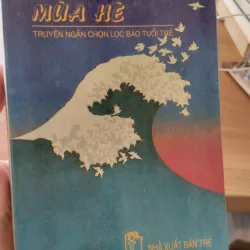 MÙA HÈ
TRUYỆN NGẮN CHỌN LỌC BÁO TUỔI TRẺ
NHÀ XUẤT BẢN TRẺ